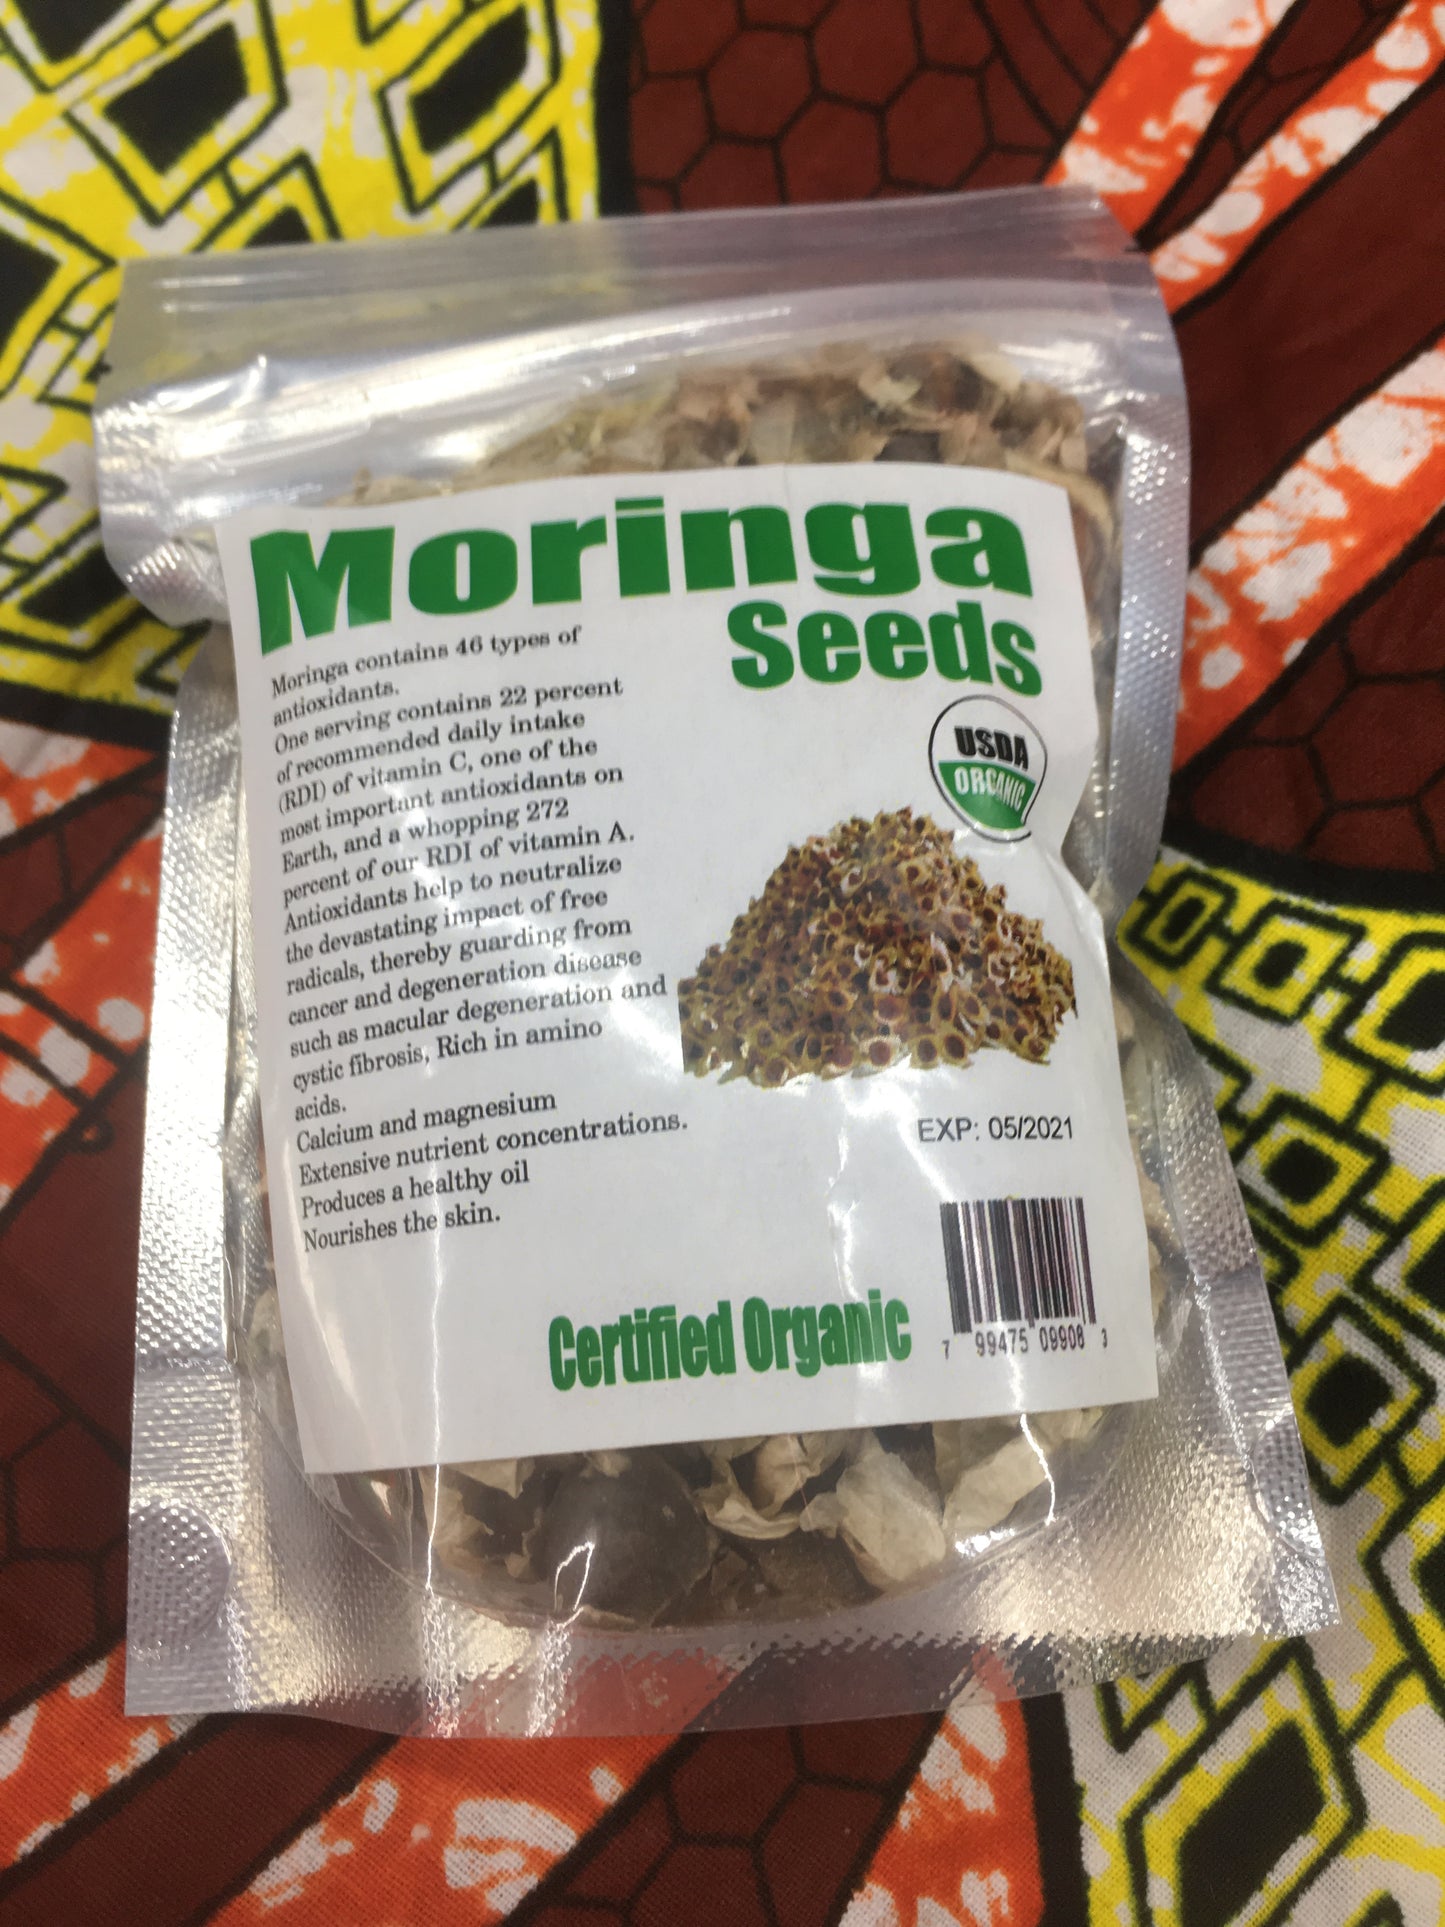 Moringa
Seeds
Moringa contains 46 types of
antioxidants.
One serving contains 22 percent
of recommended daily intake
(RDI) of vitamin C, one of the
most important antioxidants on
Earth, and a whopping 272
percent of our RDI of vitamin A.
Antioxidants help to neutralize
the devastating impact of free
radicals, thereby guarding from
cancer and degeneration disease
such as macular degeneration and
cystic fibrosis, Rich in amino
acids.
Calcium and magnesium
Extensive nutrient concentrations.
Produces a healthy oil
Nourishes the skin.
USDA
ORGANIC
EXP: 05/2021
Certified Organic
7 99475 09908 3